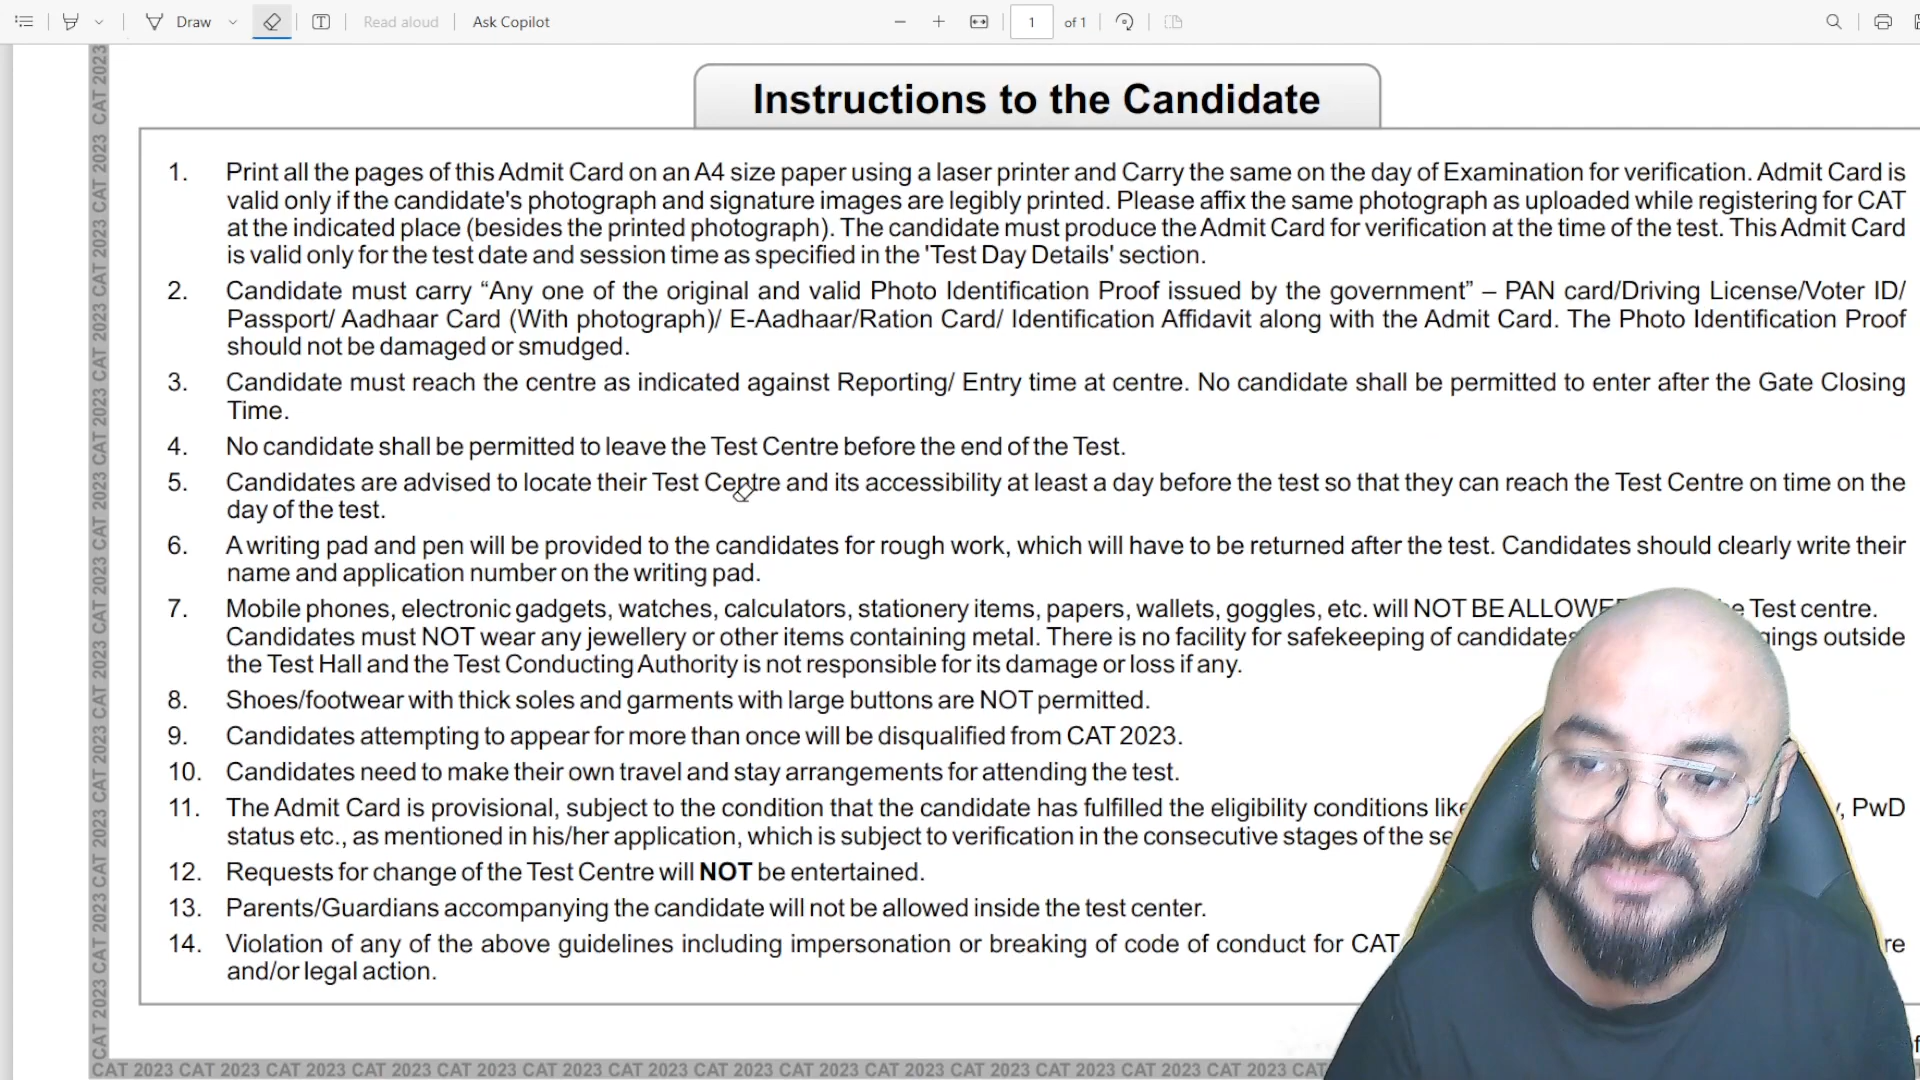 Draw
Read aloud
Ask Copilot
1
of 1
Instructions to the Candidate
1. Print all the pages of this Admit Card on an A4 size paper using a laser printer and Carry the same on the day of Examination for verification. Admit Card is
valid only if the candidate's photograph and signature images are legibly printed. Please affix the same photograph as uploaded while registering for CAT
at the indicated place (besides the printed photograph). The candidate must produce the Admit Card for verification at the time of the test. This Admit Card
is valid only for the test date and session time as specified in the 'Test Day Details' section.
2. Candidate must carry “Any one of the original and valid Photo Identification Proof issued by the government” – PAN card/Driving License/Voter ID/
Passport/ Aadhaar Card (With photograph)/ E-Aadhaar/Ration Card/ Identification Affidavit along with the Admit Card. The Photo Identification Proof
should not be damaged or smudged.
3. Candidate must reach the centre as indicated against Reporting/ Entry time at centre. No candidate shall be permitted to enter after the Gate Closing
Time.
4. No candidate shall be permitted to leave the Test Centre before the end of the Test.
5. Candidates are advised to locate their Test Centre and its accessibility at least a day before the test so that they can reach the Test Centre on time on the
day of the test.
6. A writing pad and pen will be provided to the candidates for rough work, which will have to be returned after the test. Candidates should clearly write their
name and application number on the writing pad.
7. Mobile phones, electronic gadgets, watches, calculators, stationery items, papers, wallets, goggles, etc. will NOT BE Test centre.
Candidates must NOT wear any jewellery or other items containing metal. There is no facility for safekeeping of outside
the Test Hall and the Test Conducting Authority is not responsible for its damage or loss if any.
8. Shoes/footwear with thick soles and garments with large buttons are NOT permitted.
9. Candidates attempting to appear for more than once will be disqualified from CAT 2023.
10. Candidates need to make their own travel and stay arrangements for attending the test.
11. The Admit Card is provisional, subject to the condition that the candidate has fulfilled the eligibility conditions , PwD
status etc., as mentioned in his/her application, which is subject to verification in the consecutive stages of the
12. Requests for change of the Test Centre will NOT be entertained.
13. Parents/Guardians accompanying the candidate will not be allowed inside the test center.
14. Violation of any of the above guidelines including impersonation or breaking of code of conduct for CAT
and/or legal action.
CAT 2023 CAT 2023 CAT 2023 CAT 2023 CAT 2023 CAT 2023 CAT 2023 CAT 2023 CAT 2023 CAT 2023 CAT 2023
CAT 2023 CAT 2023 CAT 2023 CAT 2023 CAT 2023 CAT 2023 CAT 2023 CAT 2023 CAT 2023 CAT 2023 CAT 2023 CAT 2023 CAT 2023 CAT